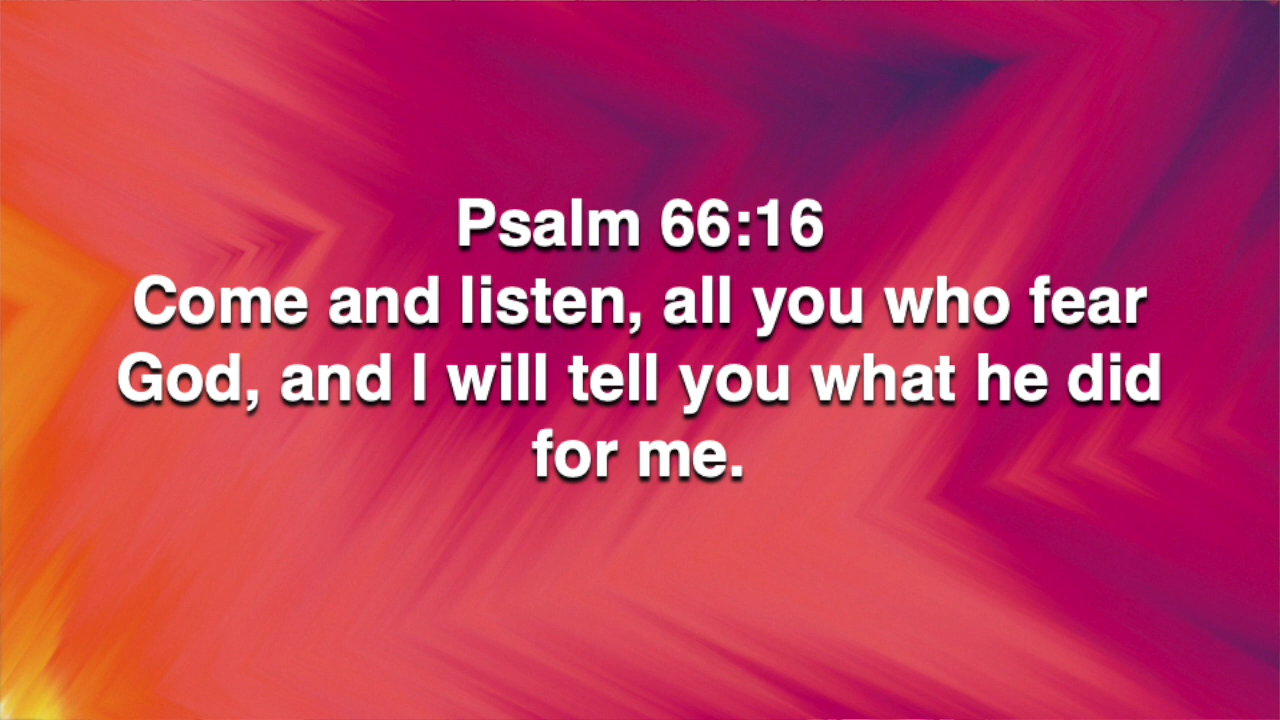 Psalm 66:16
Come and listen, all you who fear
God, and I will tell you what he did
for me.